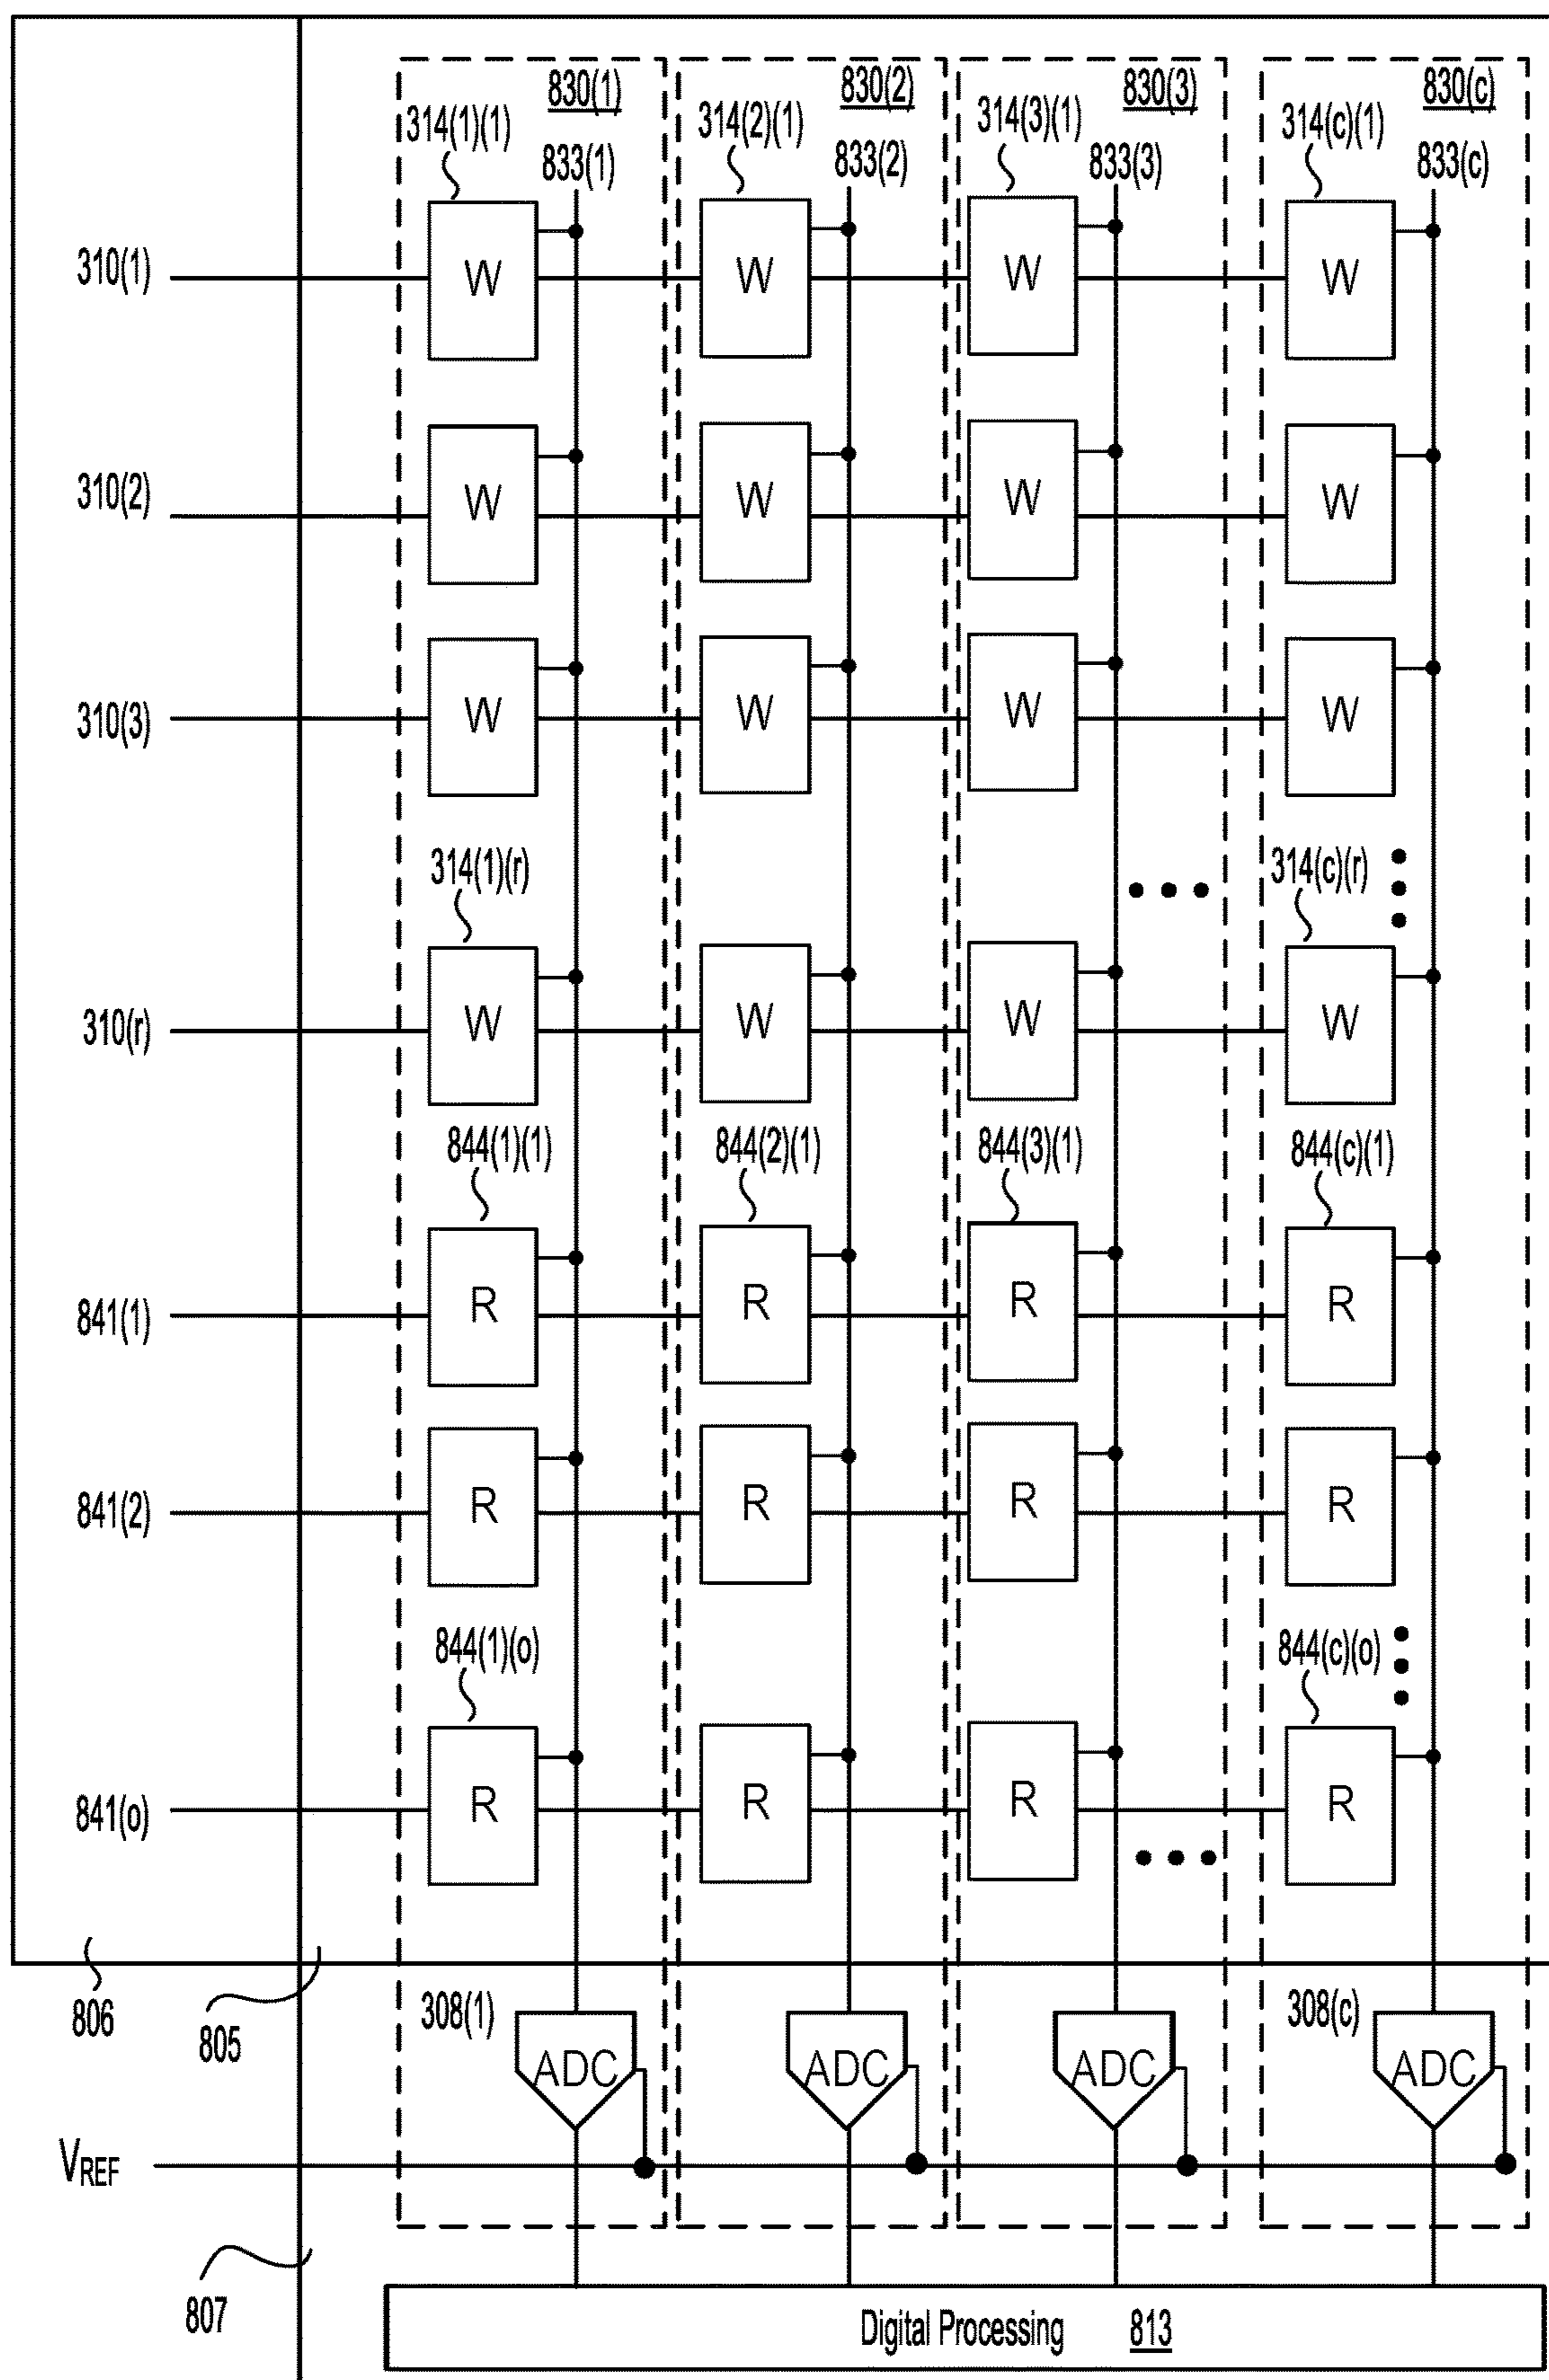 830(1) 830(2) 830(3) 830(c)
314(1)(1) 314(2)(1) 314(3)(1) 314(c)(1)
833(1) 833(2) 833(3) 833(c)
310(1) W W W W
310(2) W W W W
310(3) W W W W
314(1)(r) 314(c)(r)
310(r) W W W W
844(1)(1) 844(2)(1) 844(3)(1) 844(c)(1)
841(1) R R R R
841(2) R R R R
844(1)(o) 844(c)(o)
841(o) R R R R
806 805 308(1) 308(c)
ADC ADC ADC ADC
VREF
807
Digital Processing 813